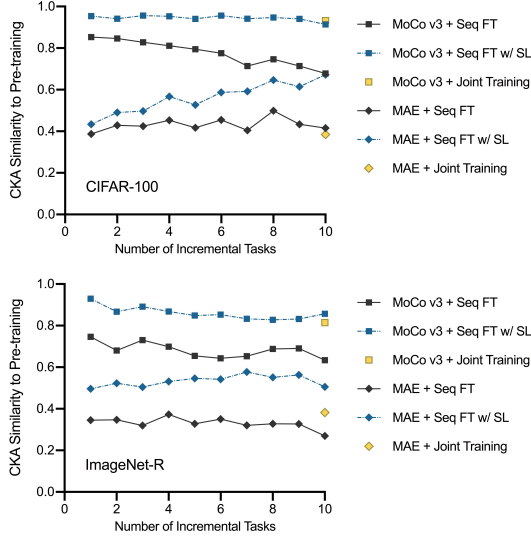 CKA Similarity to Pre-training
1.0
0.8
0.6
0.4
0.2
0.0
CIFAR-100
0 2 4 6 8 10
Number of Incremental Tasks
MoCo v3 + Seq FT
MoCo v3 + Seq FT w/ SL
MoCo v3 + Joint Training
MAE + Seq FT
MAE + Seq FT w/ SL
MAE + Joint Training
CKA Similarity to Pre-training
1.0
0.8
0.6
0.4
0.2
0.0
ImageNet-R
0 2 4 6 8 10
Number of Incremental Tasks
MoCo v3 + Seq FT
MoCo v3 + Seq FT w/ SL
MoCo v3 + Joint Training
MAE + Seq FT
MAE + Seq FT w/ SL
MAE + Joint Training